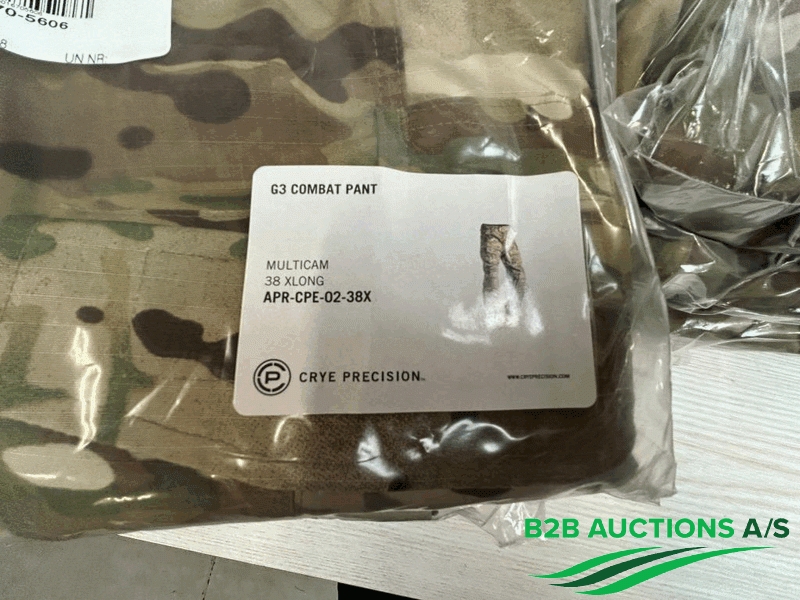 70-5606
UN NR:
G3 COMBAT PANT
MULTICAM
38 XLONG
APR-CPE-02-38X
CP CRYE PRECISION
WWW.CRYEPRECISION.COM
B2B AUCTIONS A/S